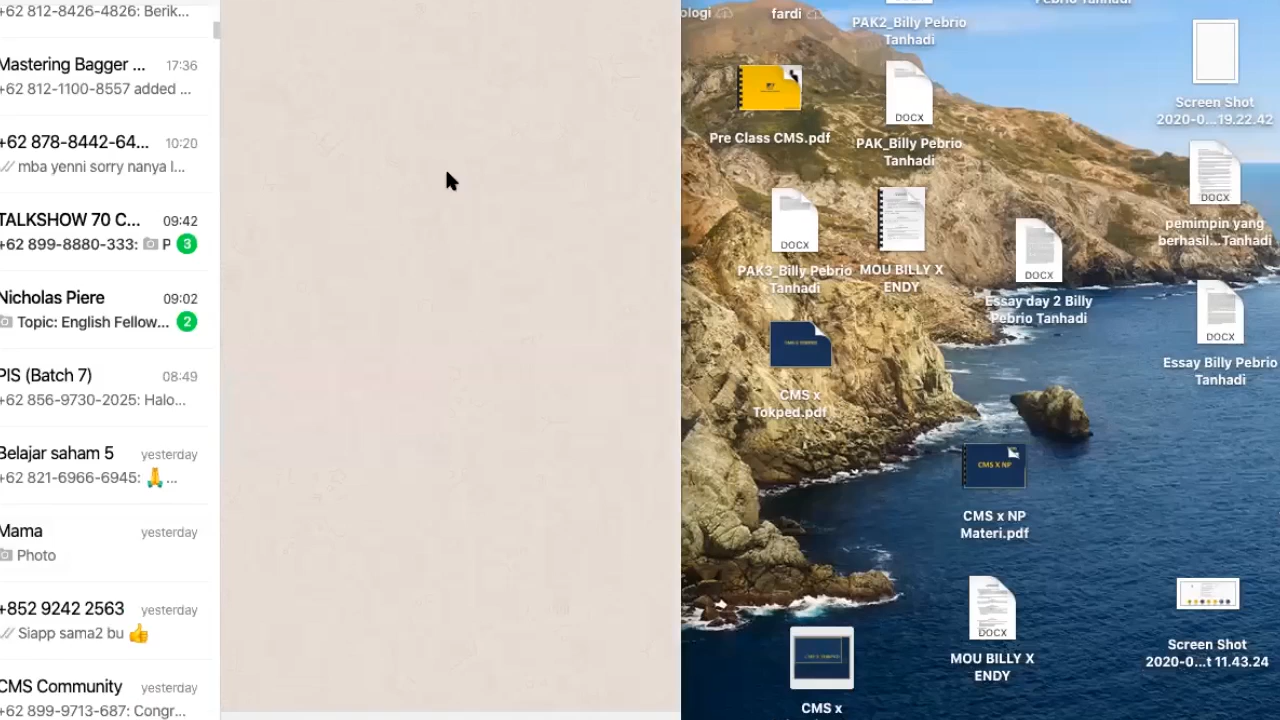 +62 812-8426-4826: Berik...
Mastering Bagger ... 17:36
+62 812-1100-8557 added ...
+62 878-8442-64... 10:20
mba yenni sorry nanya l...
TALKSHOW 70 C... 09:42
+62 899-8880-333: P 3
Nicholas Piere 09:02
Topic: English Fellow... 2
PIS (Batch 7) 08:49
+62 856-9730-2025: Halo...
Belajar saham 5 yesterday
+62 821-6966-6945: 🙏...
Mama yesterday
Photo
+852 9242 2563 yesterday
Siapp sama2 bu 👍
CMS Community yesterday
+62 899-9713-687: Congr...
ologi
fardi
PAK2_Billy Pebrio
Tanhadi
Pebrio Tanhadi
Pre Class CMS.pdf
DOCX
PAK_Billy Pebrio
Tanhadi
Screen Shot
2020-0...19.22.42
DOCX
pemimpin yang
berhasil...Tanhadi
DOCX
PAK3_Billy Pebrio
Tanhadi
MOU BILLY X
ENDY
DOCX
Essay day 2 Billy
Pebrio Tanhadi
DOCX
Essay Billy Pebrio
Tanhadi
CMS x
Tokped.pdf
CMS X NP
CMS x NP
Materi.pdf
DOCX
MOU BILLY X
ENDY
Screen Shot
2020-0...t 11.43.24
CMS x